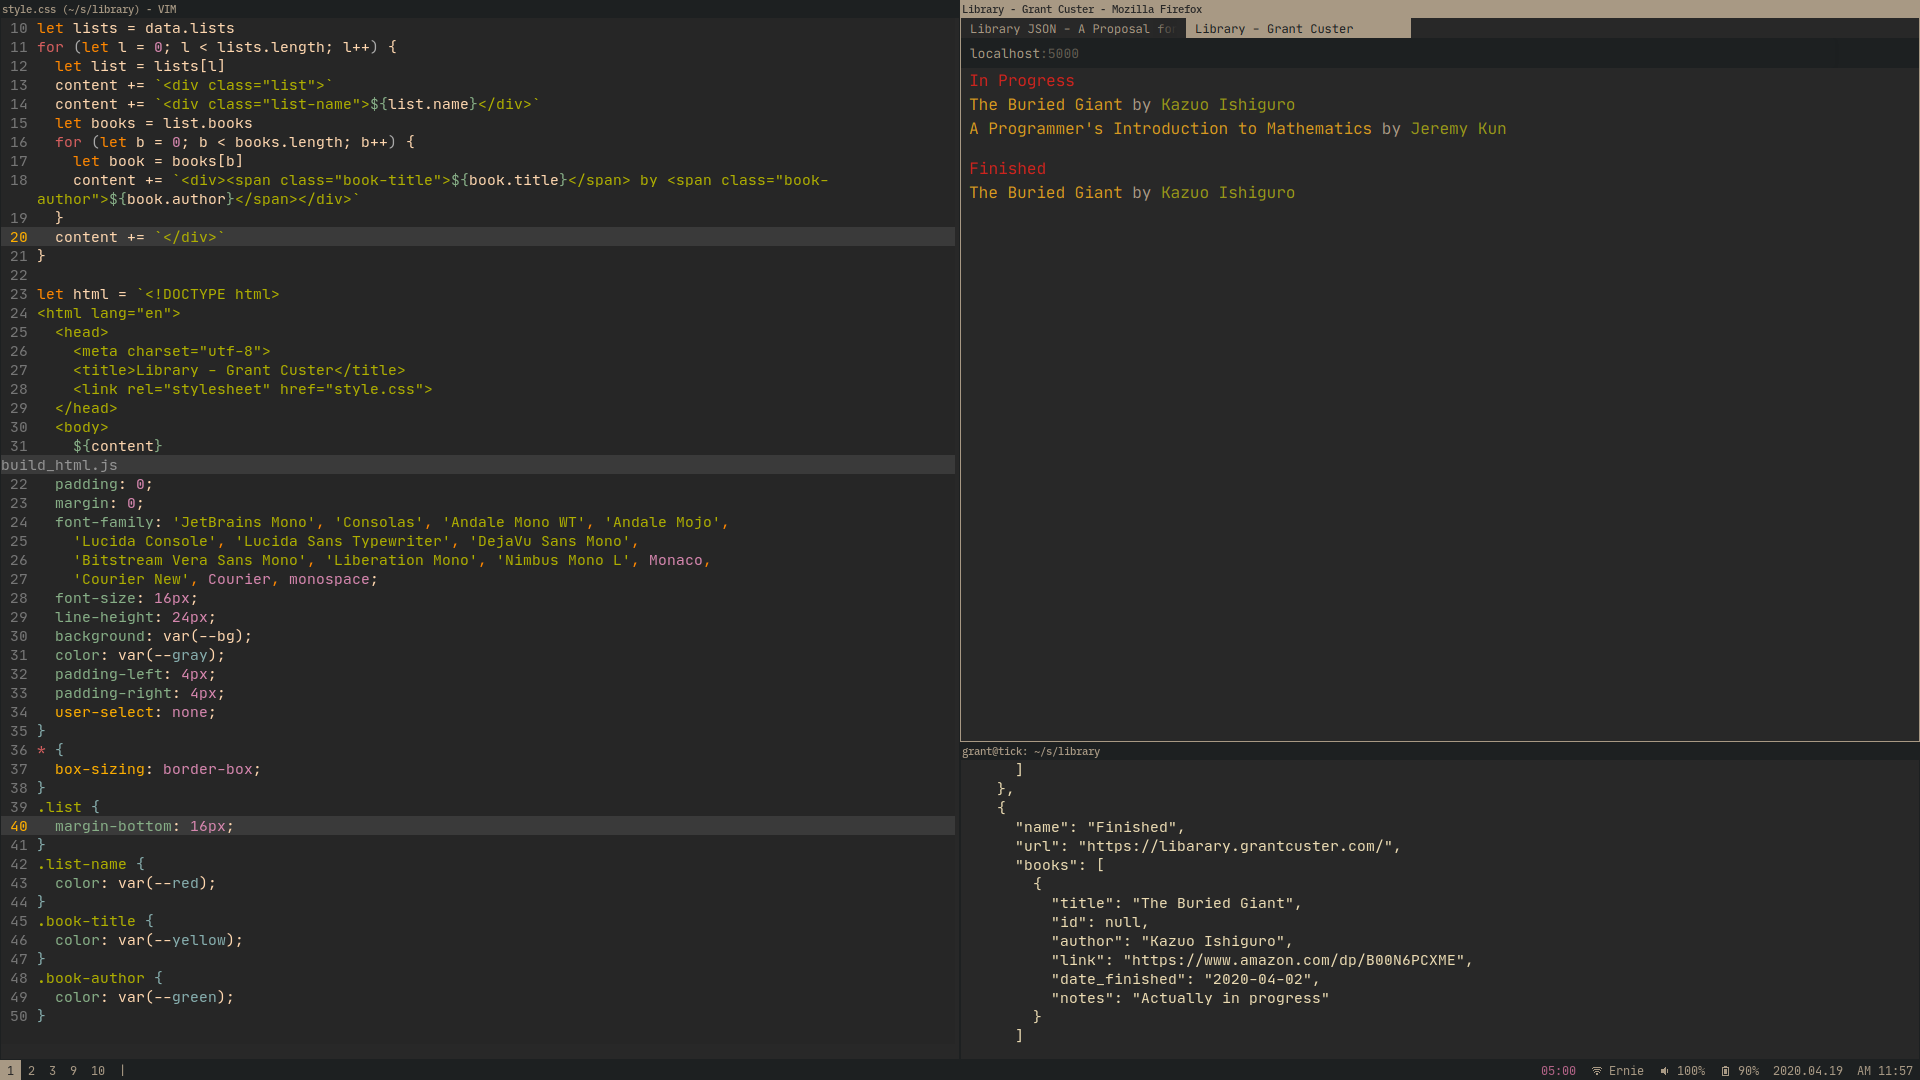 style.css (~/s/library) - VIM
10 let lists = data.lists
11 for (let l = 0; l < lists.length; l++) {
12   let list = lists[l]
13   content += `<div class="list">`
14   content += `<div class="list-name">${list.name}</div>`
15   let books = list.books
16   for (let b = 0; b < books.length; b++) {
17     let book = books[b]
18     content += `<div><span class="book-title">${book.title}</span> by <span class="book-
author">${book.author}</span></div>`
19   }
20   content += `</div>`
21 }
22
23 let html = `<!DOCTYPE html>
24 <html lang="en">
25   <head>
26     <meta charset="utf-8">
27     <title>Library - Grant Custer</title>
28     <link rel="stylesheet" href="style.css">
29   </head>
30   <body>
31     ${content}
build_html.js
22   padding: 0;
23   margin: 0;
24   font-family: 'JetBrains Mono', 'Consolas', 'Andale Mono WT', 'Andale Mojo',
25     'Lucida Console', 'Lucida Sans Typewriter', 'DejaVu Sans Mono',
26     'Bitstream Vera Sans Mono', 'Liberation Mono', 'Nimbus Mono L', Monaco,
27     'Courier New', Courier, monospace;
28   font-size: 16px;
29   line-height: 24px;
30   background: var(--bg);
31   color: var(--gray);
32   padding-left: 4px;
33   padding-right: 4px;
34   user-select: none;
35 }
36 * {
37   box-sizing: border-box;
38 }
39 .list {
40   margin-bottom: 16px;
41 }
42 .list-name {
43   color: var(--red);
44 }
45 .book-title {
46   color: var(--yellow);
47 }
48 .book-author {
49   color: var(--green);
50 }
Library - Grant Custer - Mozilla Firefox
Library JSON - A Proposal fo
Library - Grant Custer
localhost:5000
In Progress
The Buried Giant by Kazuo Ishiguro
A Programmer's Introduction to Mathematics by Jeremy Kun
Finished
The Buried Giant by Kazuo Ishiguro
grant@tick: ~/s/library
      ]
    },
    {
      "name": "Finished",
      "url": "https://libarary.grantcuster.com/",
      "books": [
        {
          "title": "The Buried Giant",
          "id": null,
          "author": "Kazuo Ishiguro",
          "link": "https://www.amazon.com/dp/B00N6PCXME",
          "date_finished": "2020-04-02",
          "notes": "Actually in progress"
        }
      ]
1 2 3 9 10 |
05:00 Ernie 100% 90% 2020.04.19 AM 11:57